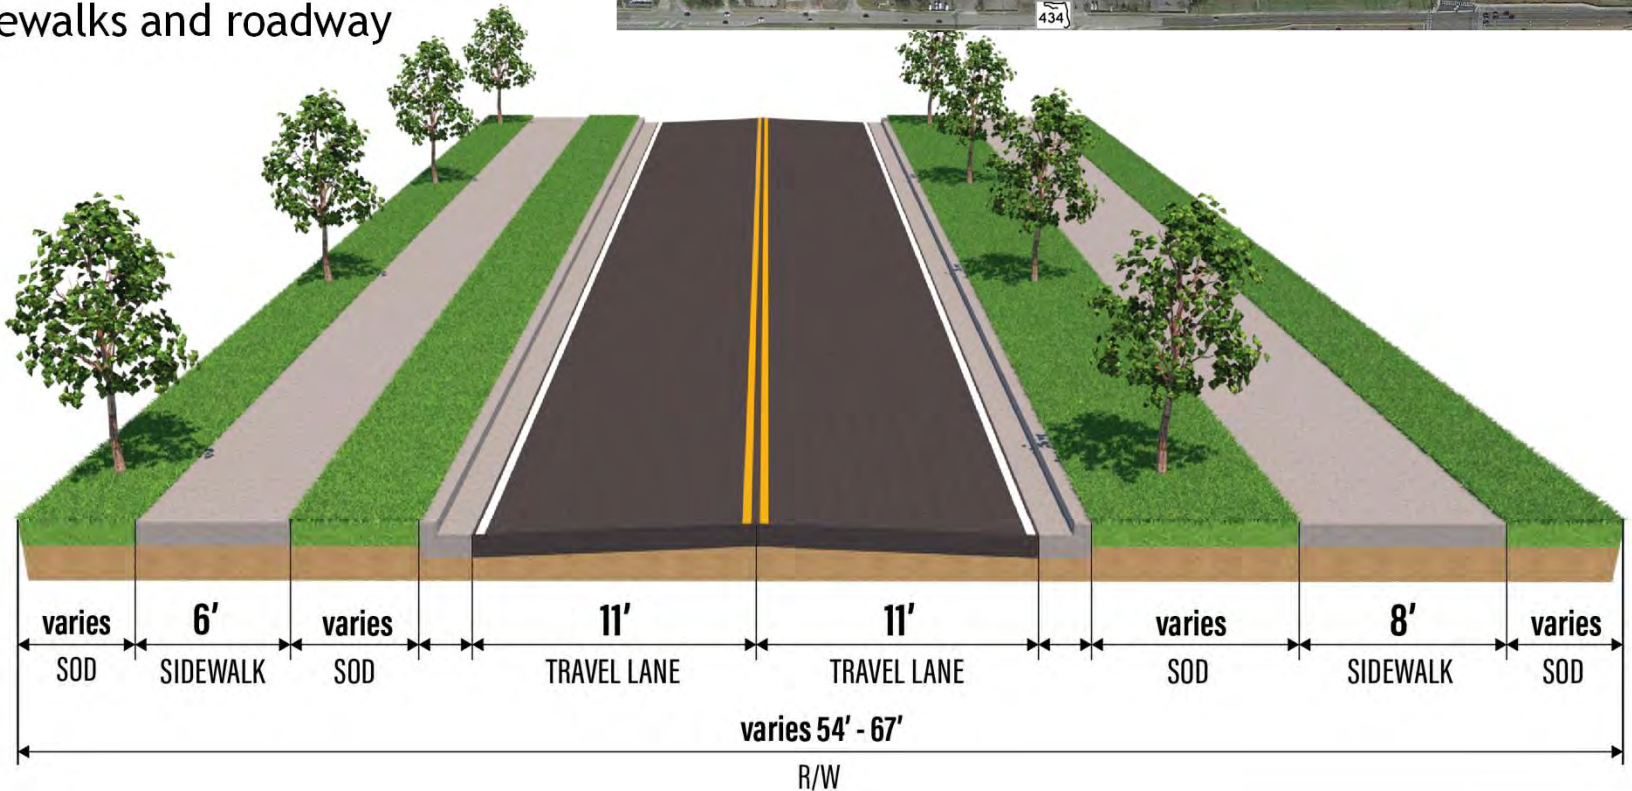 ewalks and roadway
434
varies 6' varies 11' 11' varies 8' varies
SOD SIDEWALK SOD TRAVEL LANE TRAVEL LANE SOD SIDEWALK SOD
varies 54' - 67'
R/W